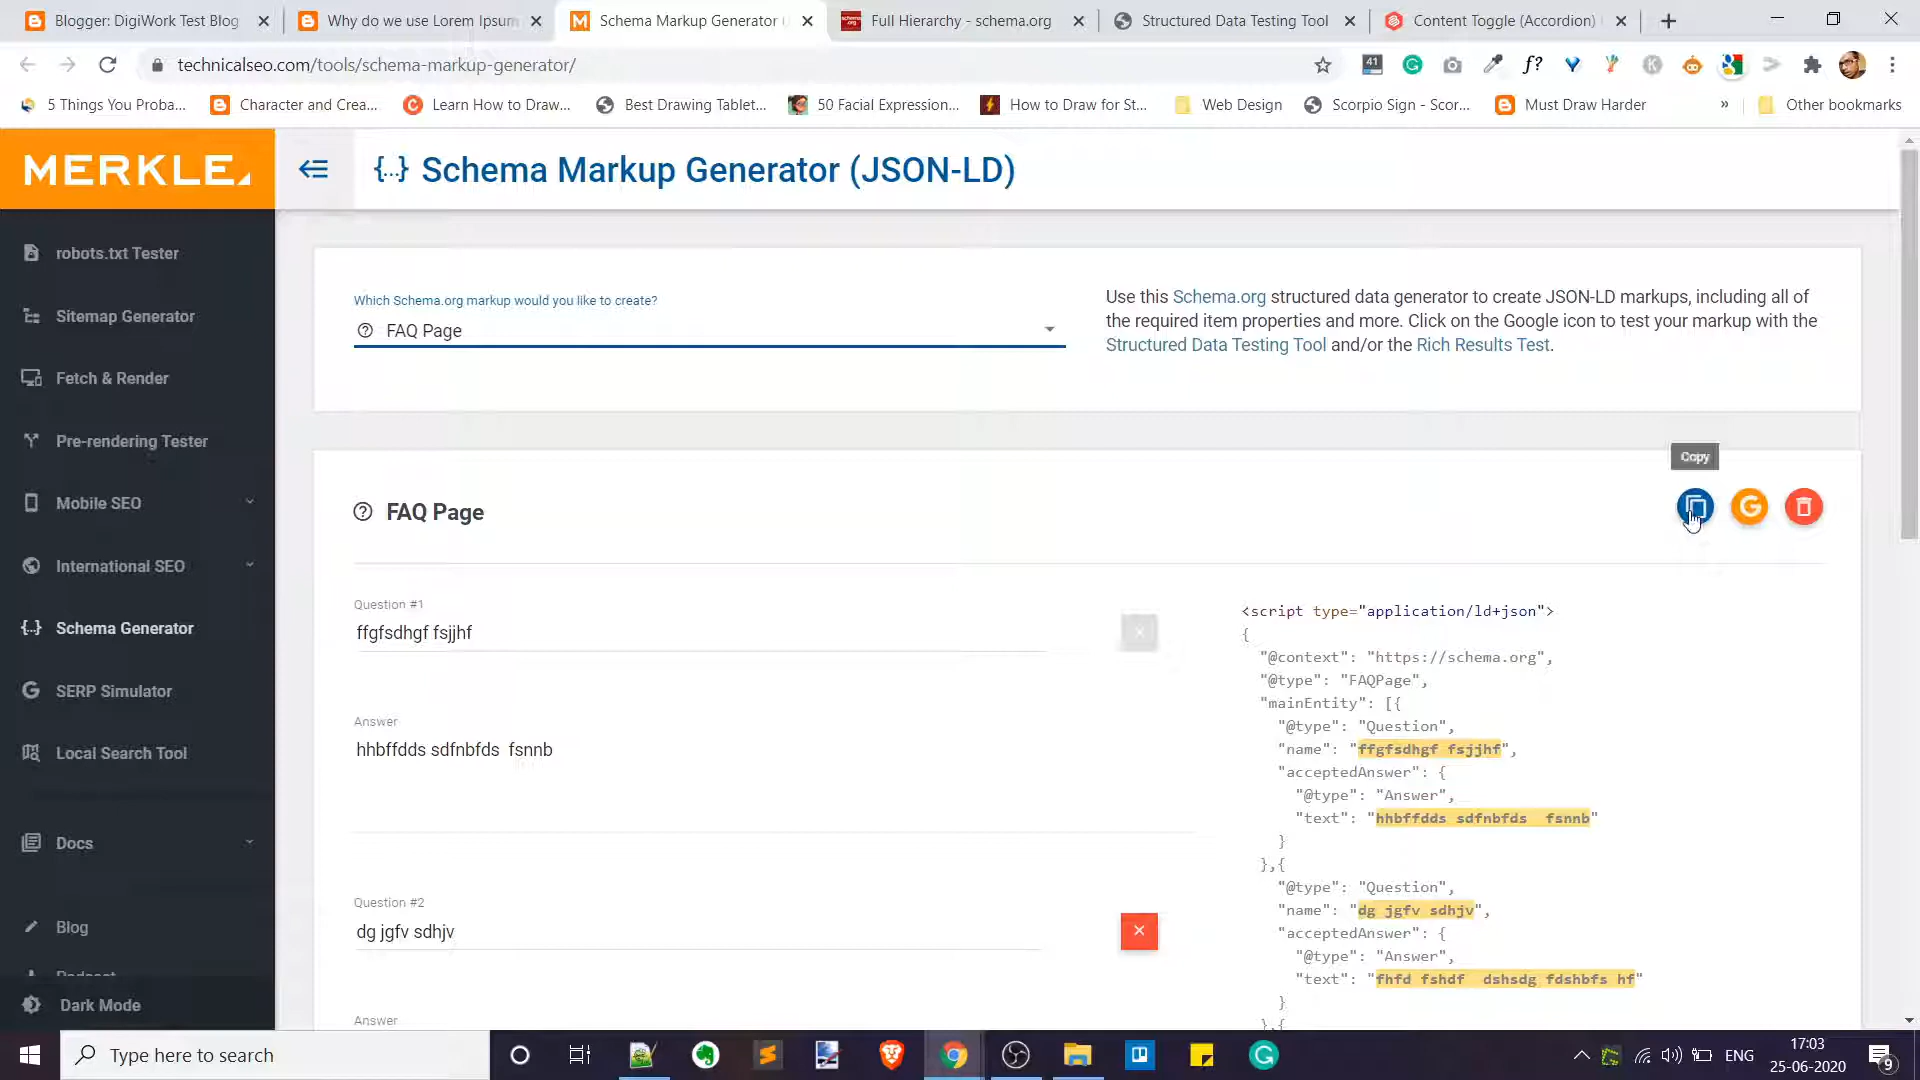 Blogger: DigiWork Test Blog
Why do we use Lorem Ipsum
Schema Markup Generator (
Full Hierarchy - schema.org
Structured Data Testing Tool
Content Toggle (Accordion)
technicalseo.com/tools/schema-markup-generator/
41
f?
5 Things You Proba...
Character and Crea...
Learn How to Draw...
Best Drawing Tablet...
50 Facial Expression...
How to Draw for St...
Web Design
Scorpio Sign - Scor...
Must Draw Harder
»
Other bookmarks
MERKLE
{...} Schema Markup Generator (JSON-LD)
robots.txt Tester
Sitemap Generator
Fetch & Render
Pre-rendering Tester
Mobile SEO
International SEO
Schema Generator
SERP Simulator
Local Search Tool
Docs
Blog
Podcast
Dark Mode
Which Schema.org markup would you like to create?
FAQ Page
Use this Schema.org structured data generator to create JSON-LD markups, including all of
the required item properties and more. Click on the Google icon to test your markup with the
Structured Data Testing Tool and/or the Rich Results Test.
Copy
FAQ Page
Question #1
ffgfsdhgf fsjjhf
Answer
hhbffdds sdfnbfds  fsnnb
Question #2
dg jgfv sdhjv
Answer
<script type="application/ld+json">
{
"@context": "https://schema.org",
"@type": "FAQPage",
"mainEntity": [{
"@type": "Question",
"name": "ffgfsdhgf fsjjhf",
"acceptedAnswer": {
"@type": "Answer",
"text": "hhbffdds sdfnbfds  fsnnb"
}
},{
"@type": "Question",
"name": "dg jgfv sdhjv",
"acceptedAnswer": {
"@type": "Answer",
"text": "fhfd fshdf  dshsdg fdshbfs hf"
}
},{
Type here to search
ENG
17:03
25-06-2020
9